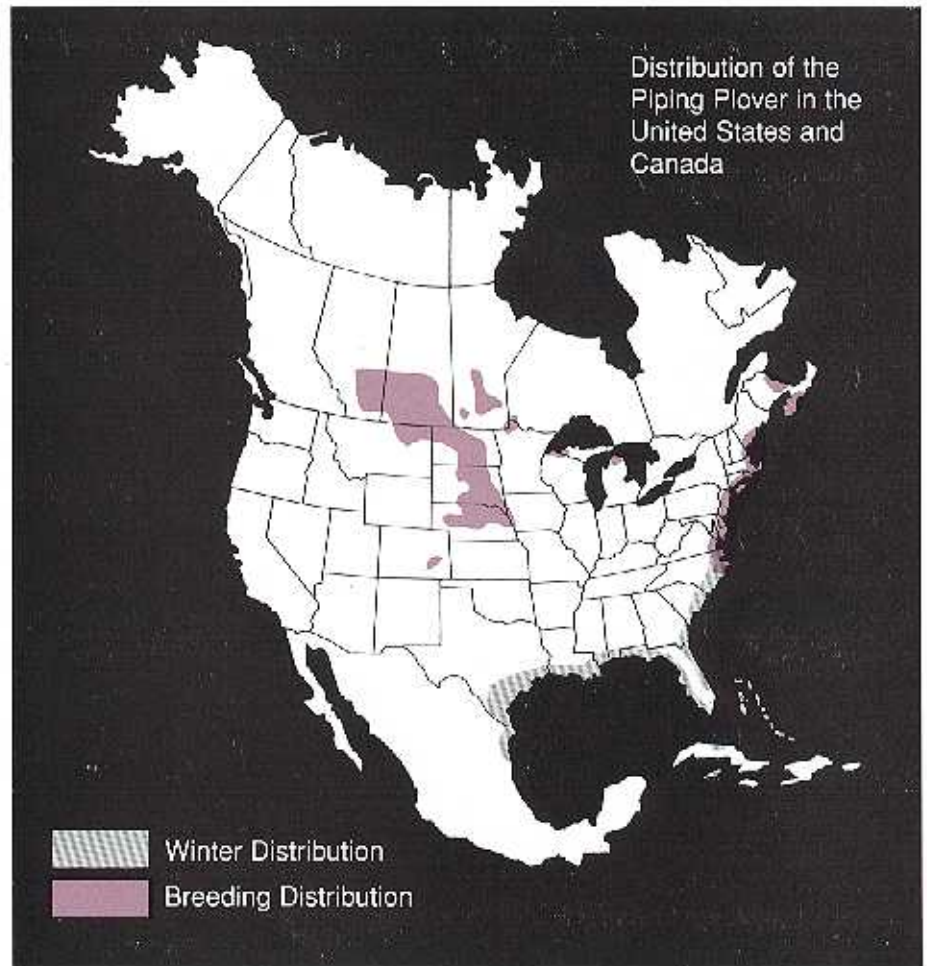 Distribution of the
Piping Plover in the
United States and
Canada
Winter Distribution
Breeding Distribution